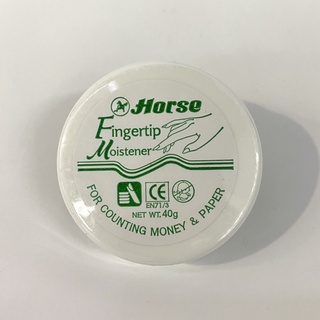 Horse
Fingertip
Moistener
CE
EN71/3
NET WT. 40g
FOR COUNTING MONEY & PAPER